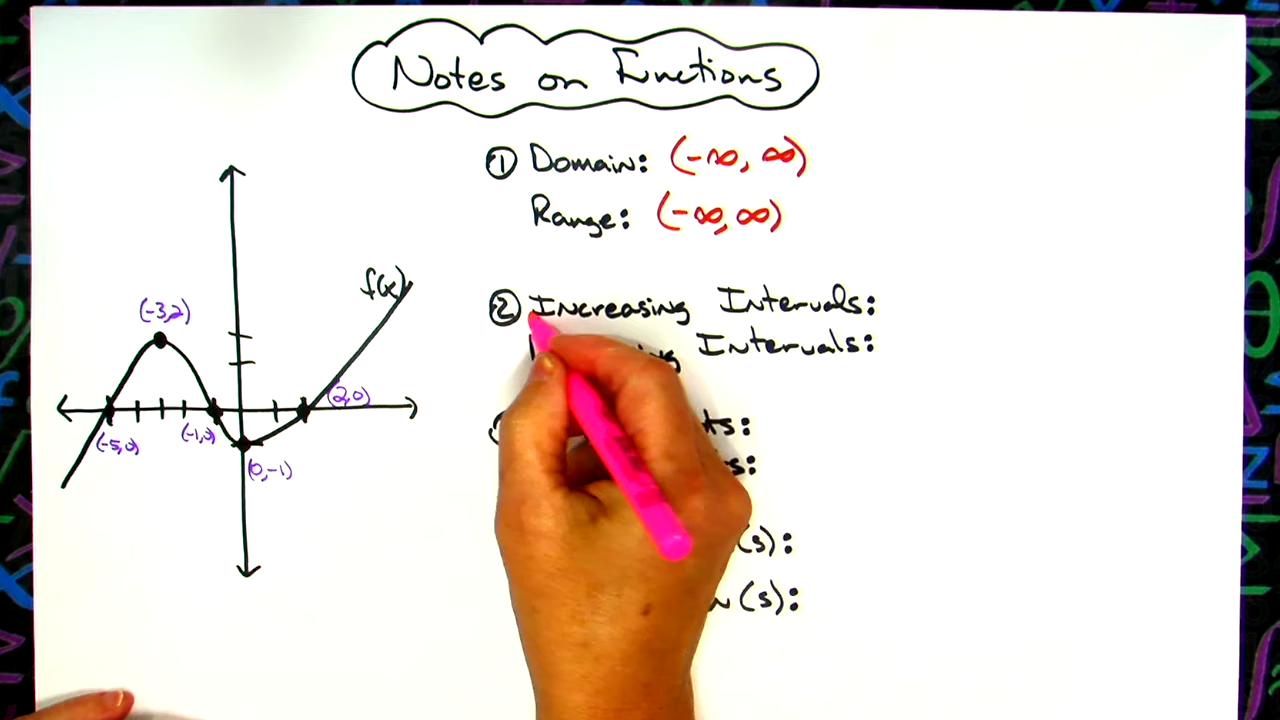 Notes on Functions
① Domain: (-∞, ∞)
Range: (-∞, ∞)
f(x)
(-3,2)
② Increasing Intervals:
Intervals:
(2,0)
(-1,0)
(-5,0)
(0,-1)
(s):
(s):